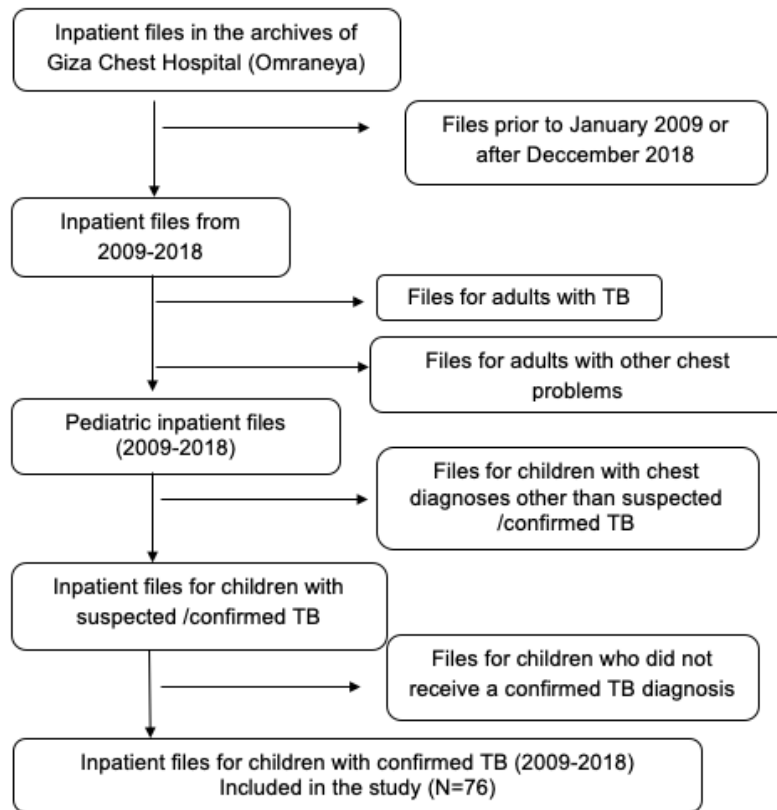 Inpatient files in the archives of
Giza Chest Hospital (Omraneya)
Files prior to January 2009 or
after Deccember 2018
Inpatient files from
2009-2018
Files for adults with TB
Files for adults with other chest
problems
Pediatric inpatient files
(2009-2018)
Files for children with chest
diagnoses other than suspected
/confirmed TB
Inpatient files for children with
suspected /confirmed TB
Files for children who did not
receive a confirmed TB diagnosis
Inpatient files for children with confirmed TB (2009-2018)
Included in the study (N=76)